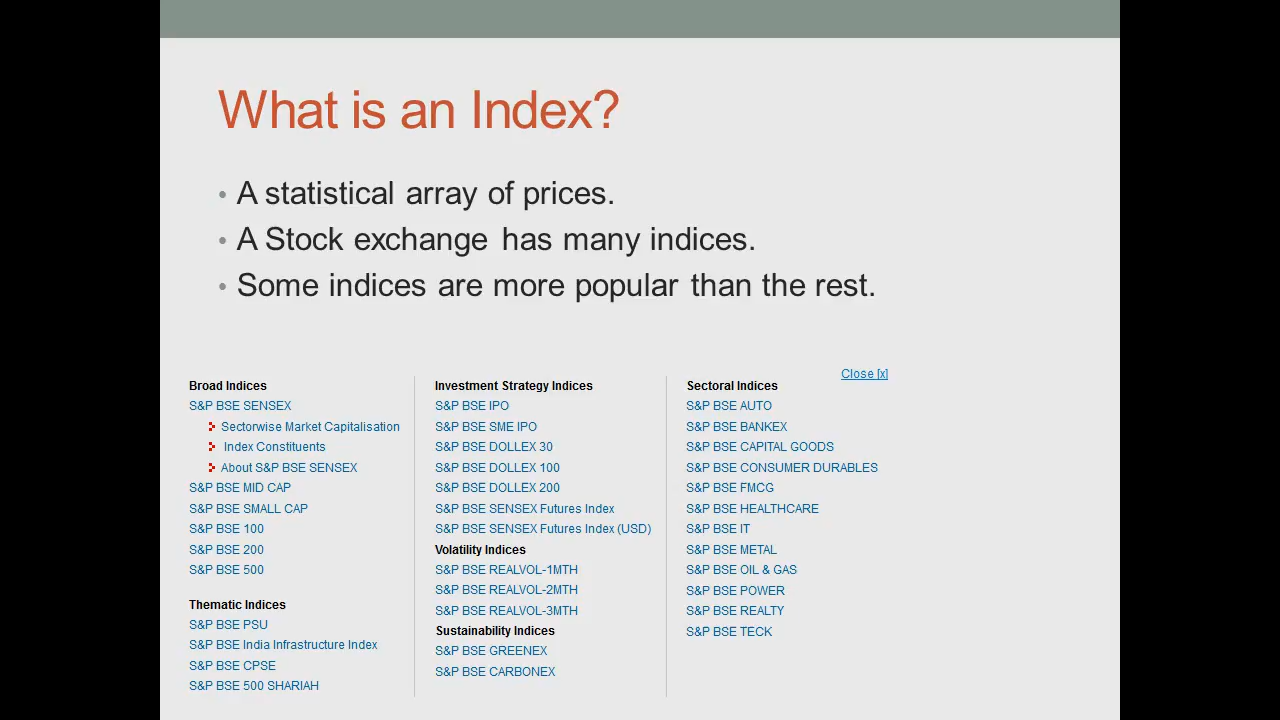 What is an Index?
• A statistical array of prices.
• A Stock exchange has many indices.
• Some indices are more popular than the rest.
Close [x]
Broad Indices
S&P BSE SENSEX
Sectorwise Market Capitalisation
Index Constituents
About S&P BSE SENSEX
S&P BSE MID CAP
S&P BSE SMALL CAP
S&P BSE 100
S&P BSE 200
S&P BSE 500
Thematic Indices
S&P BSE PSU
S&P BSE India Infrastructure Index
S&P BSE CPSE
S&P BSE 500 SHARIAH
Investment Strategy Indices
S&P BSE IPO
S&P BSE SME IPO
S&P BSE DOLLEX 30
S&P BSE DOLLEX 100
S&P BSE DOLLEX 200
S&P BSE SENSEX Futures Index
S&P BSE SENSEX Futures Index (USD)
Volatility Indices
S&P BSE REALVOL-1MTH
S&P BSE REALVOL-2MTH
S&P BSE REALVOL-3MTH
Sustainability Indices
S&P BSE GREENEX
S&P BSE CARBONEX
Sectoral Indices
S&P BSE AUTO
S&P BSE BANKEX
S&P BSE CAPITAL GOODS
S&P BSE CONSUMER DURABLES
S&P BSE FMCG
S&P BSE HEALTHCARE
S&P BSE IT
S&P BSE METAL
S&P BSE OIL & GAS
S&P BSE POWER
S&P BSE REALTY
S&P BSE TECK